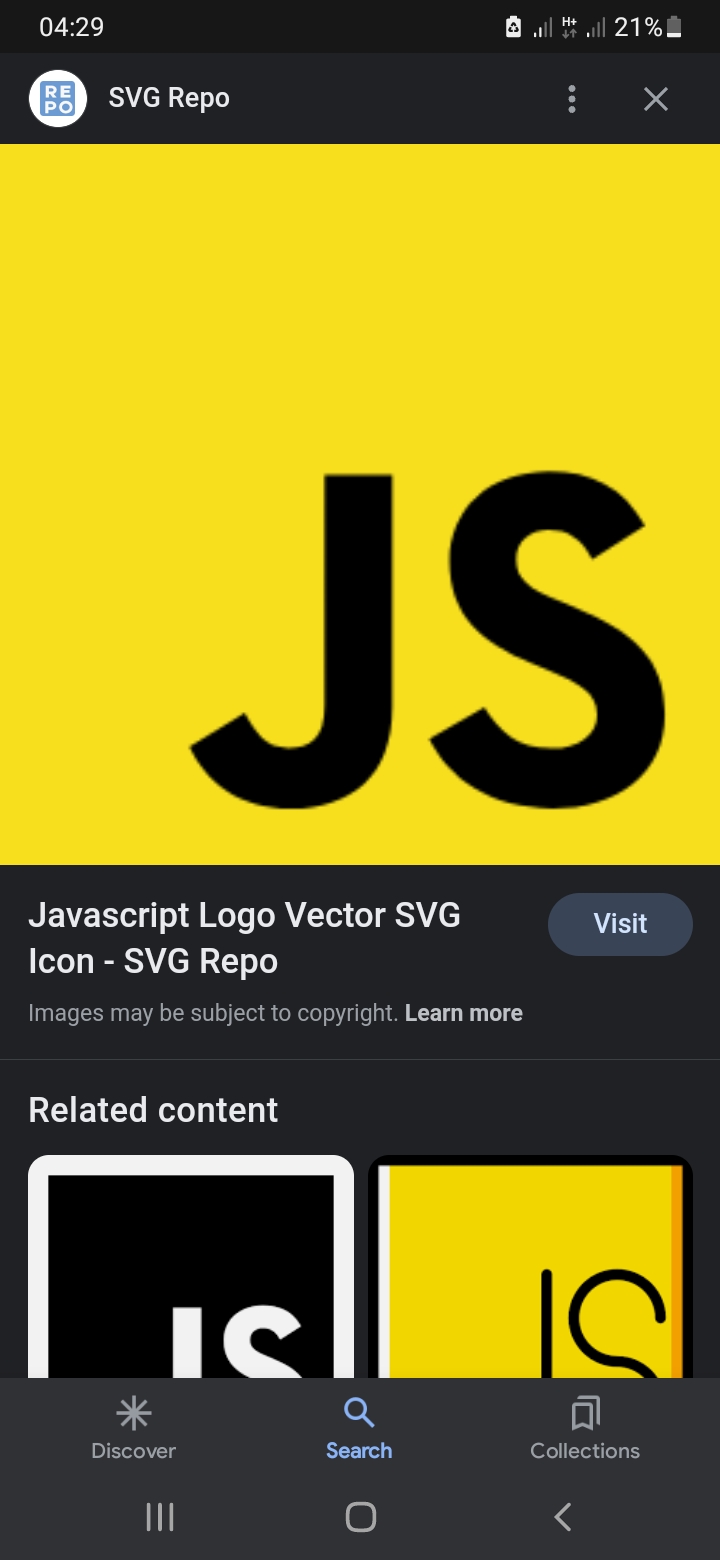 04:29
H+
21%
RE
PO
SVG Repo
JS
Javascript Logo Vector SVG
Icon - SVG Repo
Visit
Images may be subject to copyright. Learn more
Related content
JS
JS
Discover
Search
Collections